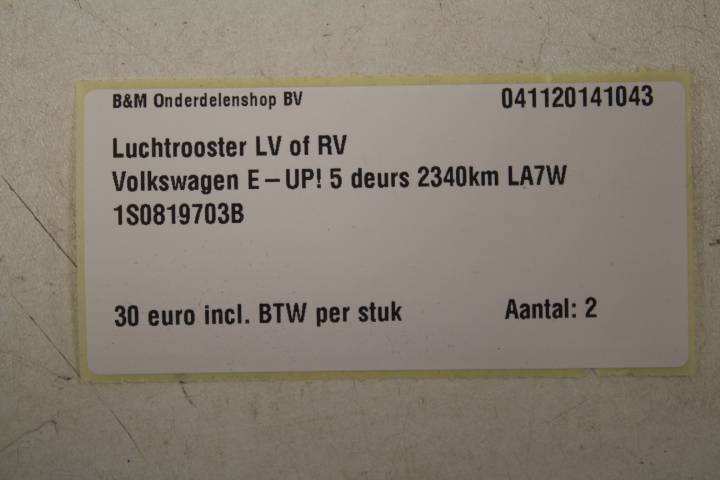 B&M Onderdelenshop BV 041120141043
Luchtrooster LV of RV
Volkswagen E-UP! 5 deurs 2340km LA7W
1S0819703B
30 euro incl. BTW per stuk Aantal: 2